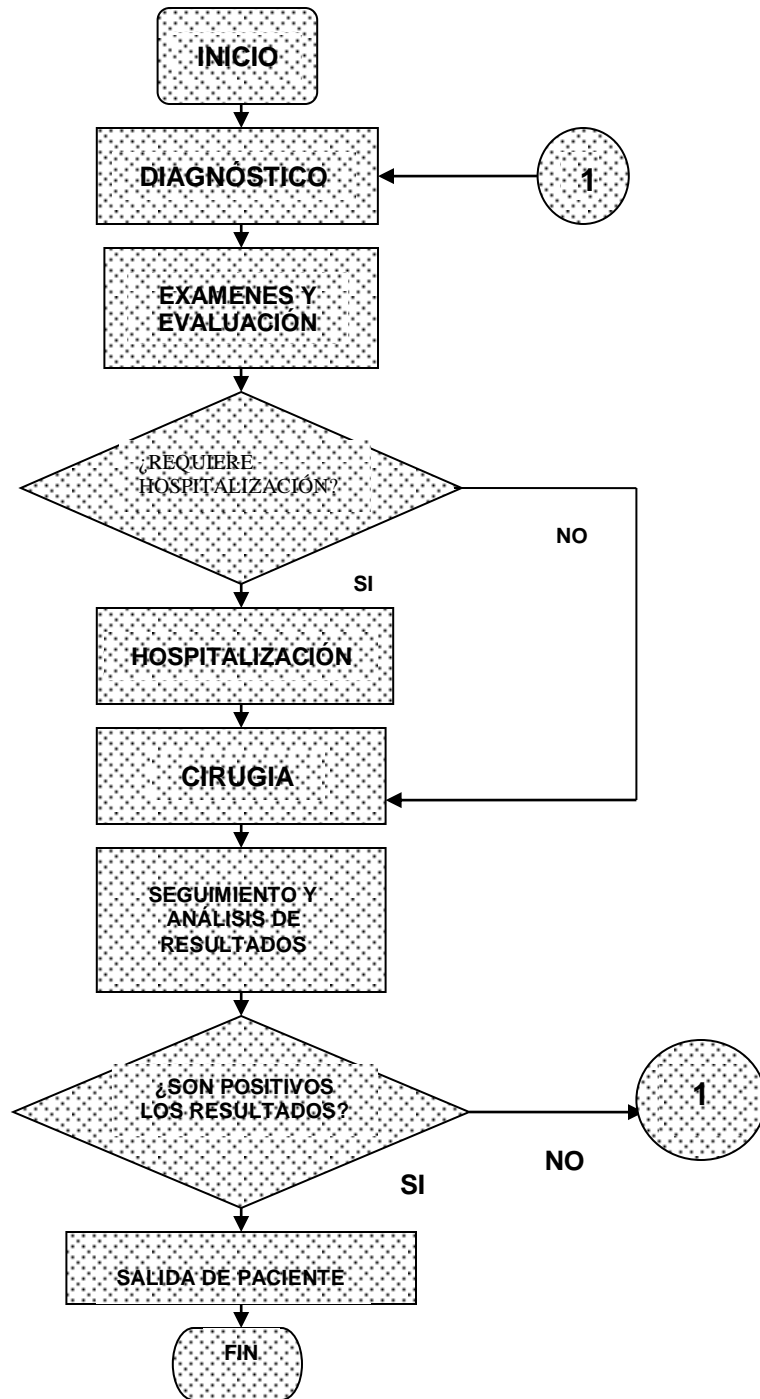 INICIO
DIAGNÓSTICO
1
EXAMENES Y
EVALUACIÓN
¿REQUIERE
HOSPITALIZACIÓN?
NO
SI
HOSPITALIZACIÓN
CIRUGIA
SEGUIMIENTO Y
ANÁLISIS DE
RESULTADOS
¿SON POSITIVOS
LOS RESULTADOS?
1
NO
SI
SALIDA DE PACIENTE
FIN